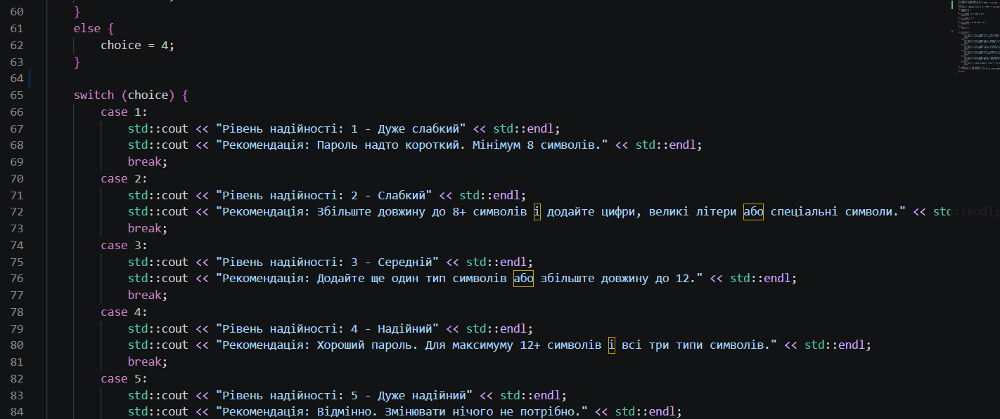 60 }
61 else {
62 choice = 4;
63 }
64
65 switch (choice) {
66 case 1:
67 std::cout << "Рівень надійності: 1 - Дуже слабкий" << std::endl;
68 std::cout << "Рекомендація: Пароль надто короткий. Мінімум 8 символів." << std::endl;
69 break;
70 case 2:
71 std::cout << "Рівень надійності: 2 - Слабкий" << std::endl;
72 std::cout << "Рекомендація: Збільште довжину до 8+ символів і додайте цифри, великі літери або спеціальні символи." << std::endl;
73 break;
74 case 3:
75 std::cout << "Рівень надійності: 3 - Середній" << std::endl;
76 std::cout << "Рекомендація: Додайте ще один тип символів або збільште довжину до 12." << std::endl;
77 break;
78 case 4:
79 std::cout << "Рівень надійності: 4 - Надійний" << std::endl;
80 std::cout << "Рекомендація: Хороший пароль. Для максимуму 12+ символів і всі три типи символів." << std::endl;
81 break;
82 case 5:
83 std::cout << "Рівень надійності: 5 - Дуже надійний" << std::endl;
84 std::cout << "Рекомендація: Відмінно. Змінювати нічого не потрібно." << std::endl;